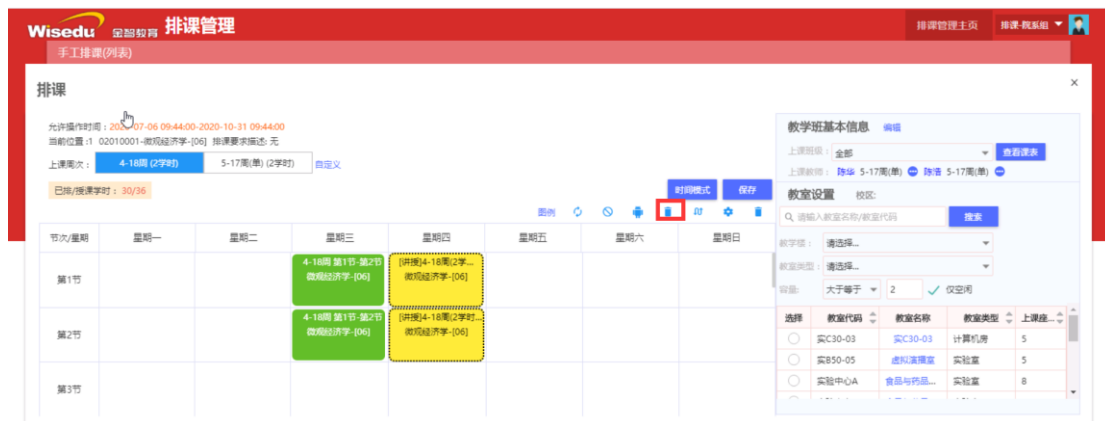 Wisedu 金智教育 排课管理 排课管理主页 排课-院系组
手工排课(列表)
排课 ×
允许操作时间：2020-07-06 09:44:00-2020-10-31 09:44:00
当前位置:1 02010001-微观经济学-[06] 排课要求描述: 无
上课周次： 4-18周 (2学时) 5-17周(单) (2学时) 自定义
已排/授课学时：30/36
时间模式 保存
图例
节次/星期 星期一 星期二 星期三 星期四 星期五 星期六 星期日
第1节
4-18周 第1节-第2节
微观经济学-[06]
[讲授]4-18周(2学...
微观经济学-[06]
第2节
4-18周 第1节-第2节
微观经济学-[06]
[讲授]4-18周(2学时...
微观经济学-[06]
第3节
教学班基本信息 编辑
上课班级： 全部 查看课表
上课教师： 陈华 5-17周(单) 陈浩 5-17周(单)
教室设置 校区:
请输入教室名称/教室代码 搜索
教学楼： 请选择...
教室类型： 请选择...
容量: 大于等于 2 仅空闲
选择 教室代码 教室名称 教室类型 上课座...
实C30-03 实C30-03 计算机房 5
实B50-05 虚拟演播室 实验室 5
实验中心A 食品与药品... 实验室 8